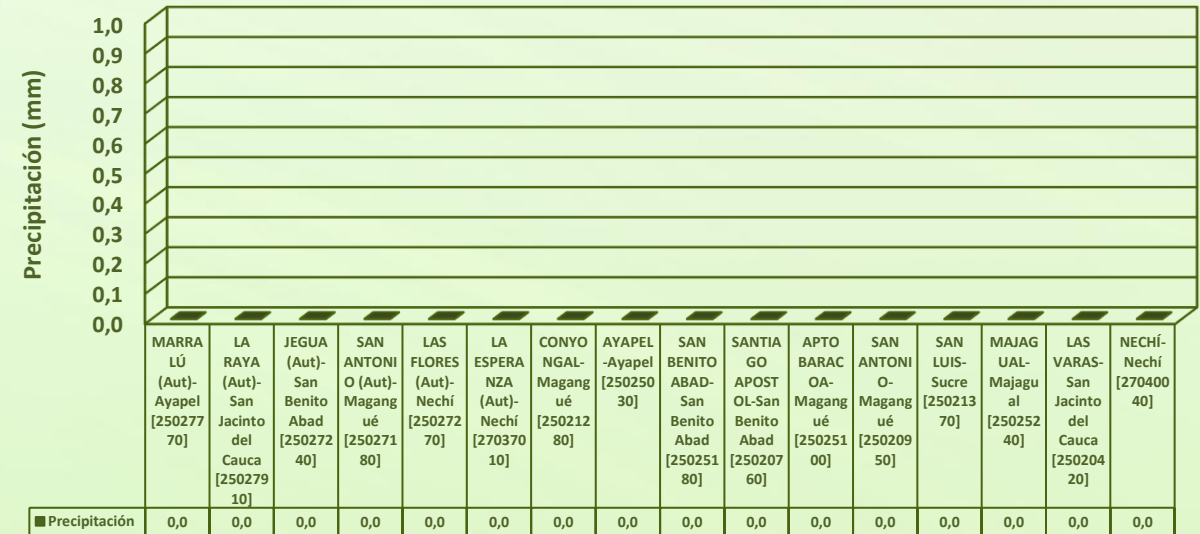 Precipitación (mm)
1,0
0,9
0,8
0,7
0,6
0,5
0,4
0,3
0,2
0,1
0,0
MARRA
LÚ
(Aut)-
Ayapel
[250277
70]
LA
RAYA
(Aut)-
San
Jacinto
del
Cauca
[250279
10]
JEGUA
(Aut)-
San
Benito
Abad
[250272
40]
SAN
ANTONI
O (Aut)-
Magang
ué
[250271
80]
LAS
FLORES
(Aut)-
Nechí
[250272
70]
LA
ESPERA
NZA
(Aut)-
Nechí
[270370
10]
CONYO
NGAL-
Magang
ué
[250212
80]
AYAPEL
-Ayapel
[250250
30]
SAN
BENITO
ABAD-
San
Benito
Abad
[250251
80]
SANTIA
GO
APOST
OL-San
Benito
Abad
[250207
60]
APTO
BARAC
OA-
Magang
ué
[250251
00]
SAN
ANTONI
O-
Magang
ué
[250209
50]
SAN
LUIS-
Sucre
[250213
70]
MAJAG
UAL-
Majagu
al
[250252
40]
LAS
VARAS-
San
Jacinto
del
Cauca
[250204
20]
NECHÍ-
Nechí
[270400
40]
Precipitación 0,0 0,0 0,0 0,0 0,0 0,0 0,0 0,0 0,0 0,0 0,0 0,0 0,0 0,0 0,0 0,0